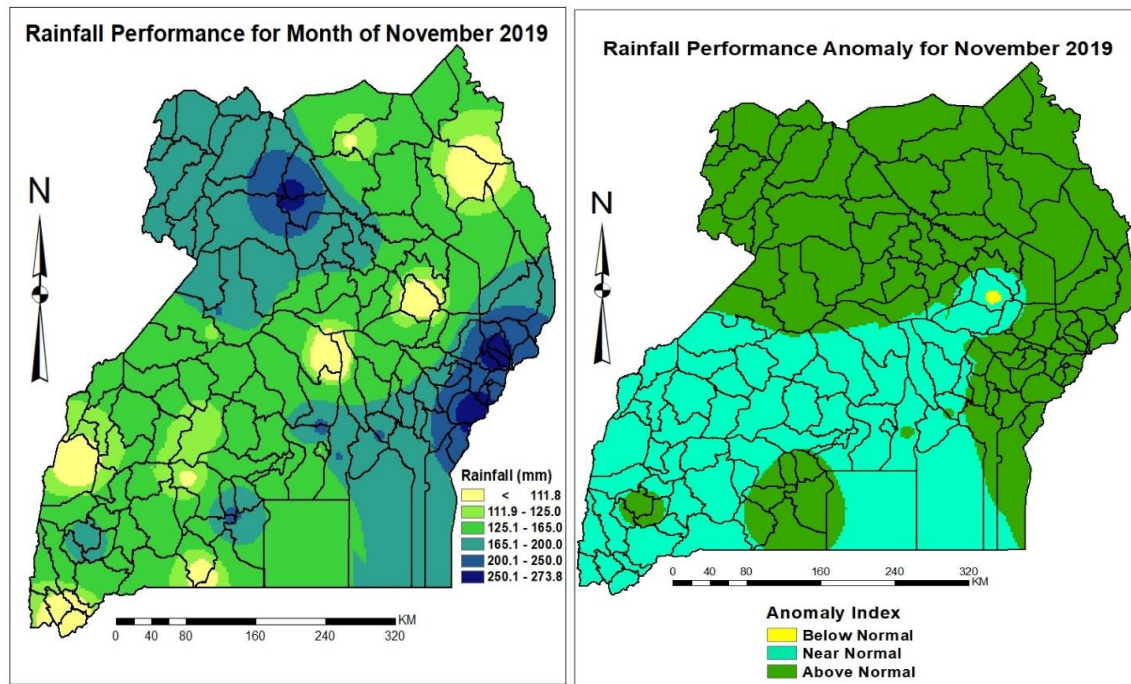 Rainfall Performance for Month of November 2019
N
Rainfall (mm)
< 111.8
111.9 - 125.0
125.1 - 165.0
165.1 - 200.0
200.1 - 250.0
250.1 - 273.8
KM
0 40 80 160 240 320
Rainfall Performance Anomaly for November 2019
N
0 40 80 160 240 320
KM
Anomaly Index
Below Normal
Near Normal
Above Normal